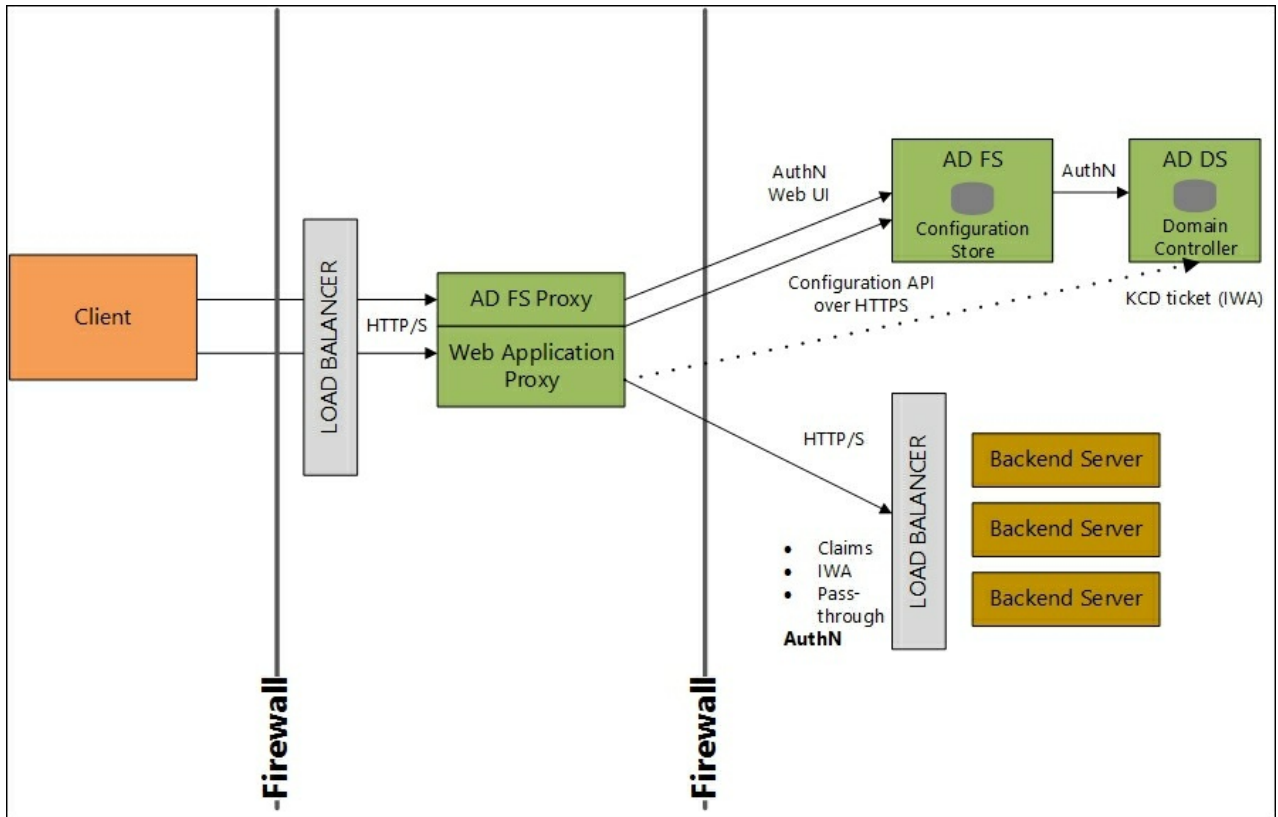 Client
Firewall
LOAD BALANCER
HTTP/S
AD FS Proxy
Web Application
Proxy
Firewall
AuthN
Web UI
Configuration API
over HTTPS
AD FS
Configuration
Store
AuthN
AD DS
Domain
Controller
KCD ticket (IWA)
HTTP/S
• Claims
• IWA
• Pass-
through
AuthN
LOAD BALANCER
Backend Server
Backend Server
Backend Server